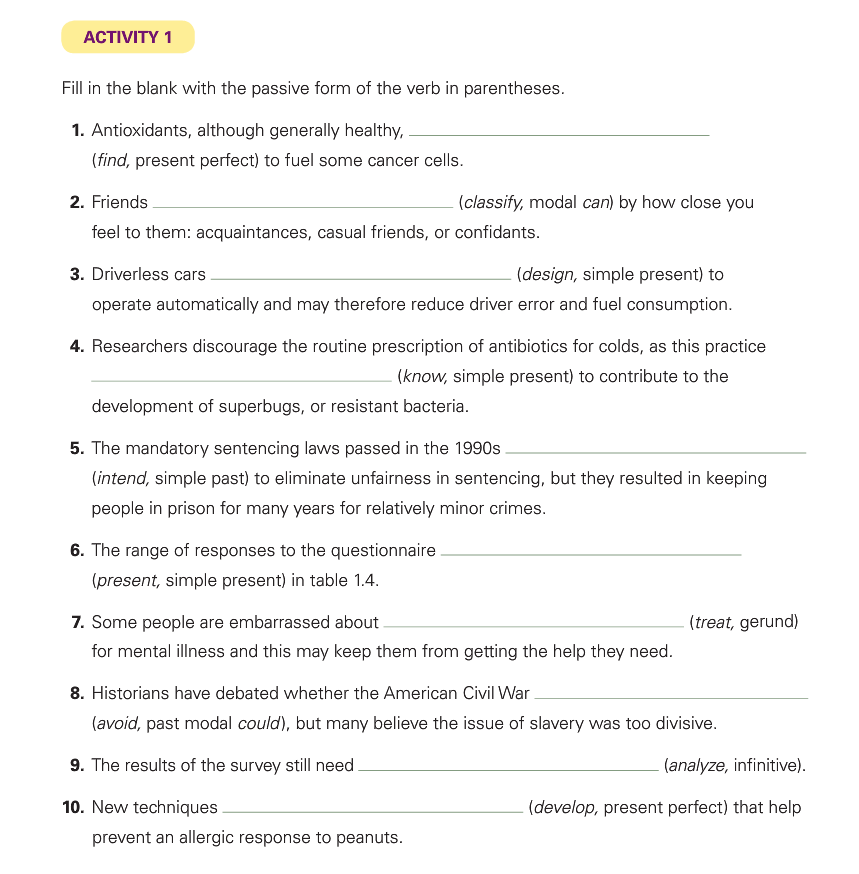 ACTIVITY 1
Fill in the blank with the passive form of the verb in parentheses.
1. Antioxidants, although generally healthy,
(find, present perfect) to fuel some cancer cells.
2. Friends (classify, modal can) by how close you
feel to them: acquaintances, casual friends, or confidants.
3. Driverless cars (design, simple present) to
operate automatically and may therefore reduce driver error and fuel consumption.
4. Researchers discourage the routine prescription of antibiotics for colds, as this practice
(know, simple present) to contribute to the
development of superbugs, or resistant bacteria.
5. The mandatory sentencing laws passed in the 1990s
(intend, simple past) to eliminate unfairness in sentencing, but they resulted in keeping
people in prison for many years for relatively minor crimes.
6. The range of responses to the questionnaire
(present, simple present) in table 1.4.
7. Some people are embarrassed about (treat, gerund)
for mental illness and this may keep them from getting the help they need.
8. Historians have debated whether the American Civil War
(avoid, past modal could), but many believe the issue of slavery was too divisive.
9. The results of the survey still need (analyze, infinitive).
10. New techniques (develop, present perfect) that help
prevent an allergic response to peanuts.